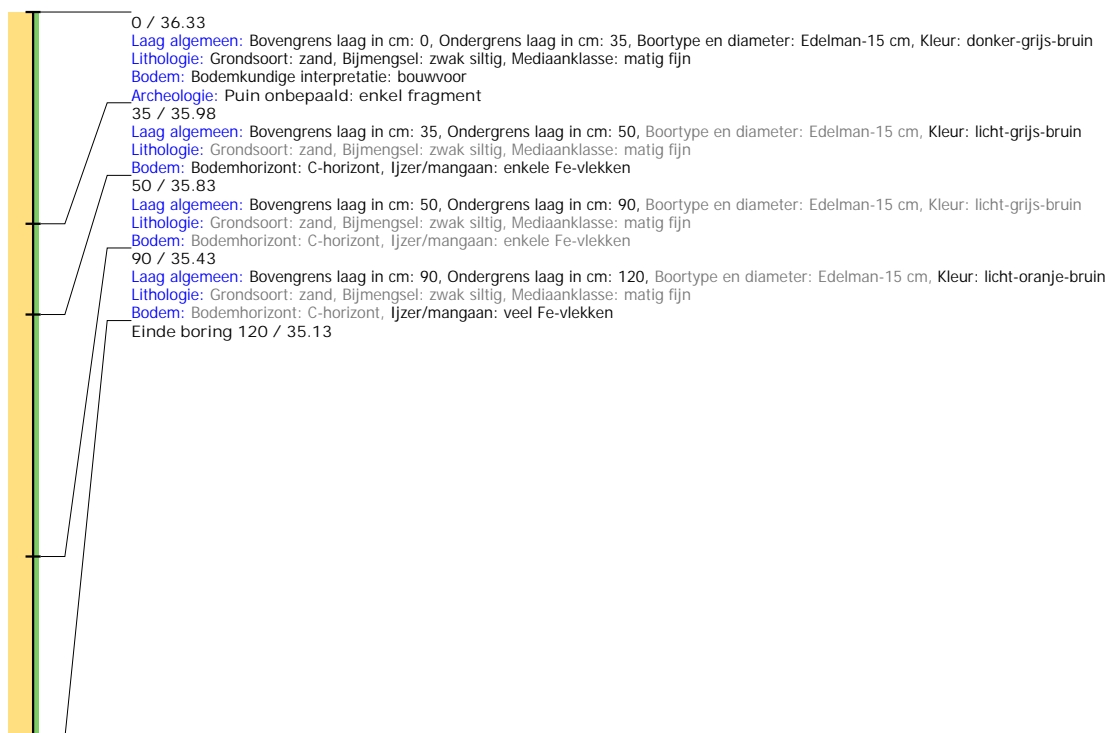 0 / 36.33
Laag algemeen: Bovengrens laag in cm: 0, Ondergrens laag in cm: 35, Boortype en diameter: Edelman-15 cm, Kleur: donker-grijs-bruin
Lithologie: Grondsoort: zand, Bijmengsel: zwak siltig, Mediaanklasse: matig fijn
Bodem: Bodemkundige interpretatie: bouwvoor
Archeologie: Puin onbepaald: enkel fragment
35 / 35.98
Laag algemeen: Bovengrens laag in cm: 35, Ondergrens laag in cm: 50, Boortype en diameter: Edelman-15 cm, Kleur: licht-grijs-bruin
Lithologie: Grondsoort: zand, Bijmengsel: zwak siltig, Mediaanklasse: matig fijn
Bodem: Bodemhorizont: C-horizont, Ijzer/mangaan: enkele Fe-vlekken
50 / 35.83
Laag algemeen: Bovengrens laag in cm: 50, Ondergrens laag in cm: 90, Boortype en diameter: Edelman-15 cm, Kleur: licht-grijs-bruin
Lithologie: Grondsoort: zand, Bijmengsel: zwak siltig, Mediaanklasse: matig fijn
Bodem: Bodemhorizont: C-horizont, Ijzer/mangaan: enkele Fe-vlekken
90 / 35.43
Laag algemeen: Bovengrens laag in cm: 90, Ondergrens laag in cm: 120, Boortype en diameter: Edelman-15 cm, Kleur: licht-oranje-bruin
Lithologie: Grondsoort: zand, Bijmengsel: zwak siltig, Mediaanklasse: matig fijn
Bodem: Bodemhorizont: C-horizont, Ijzer/mangaan: veel Fe-vlekken
Einde boring 120 / 35.13